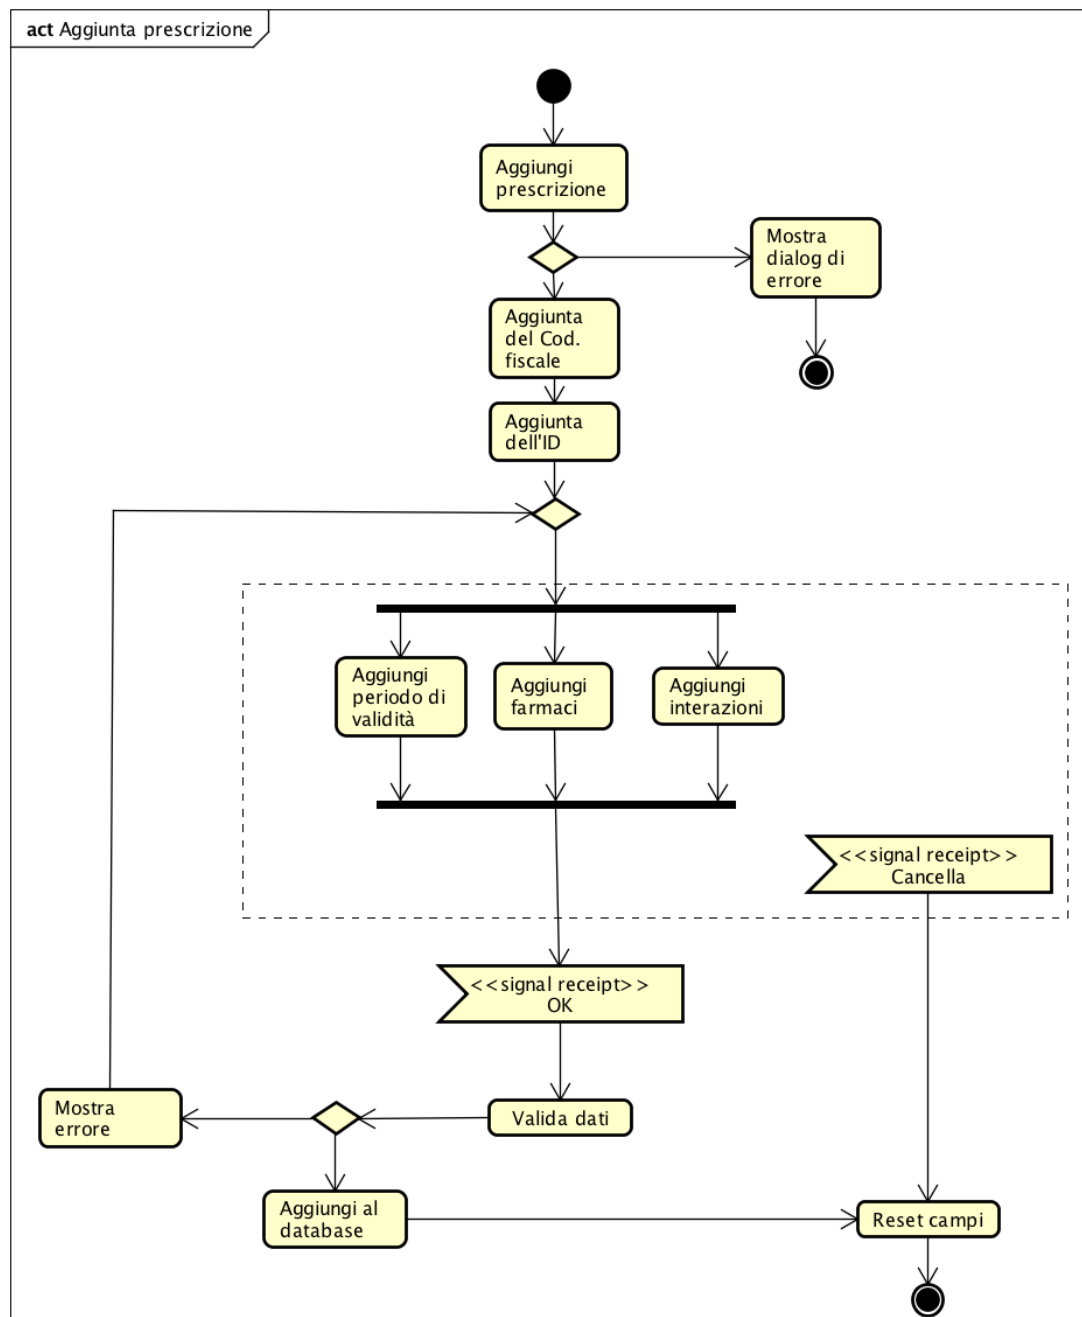 act Aggiunta prescrizione
Aggiungi
prescrizione
Mostra
dialog di
errore
Aggiunta
del Cod.
fiscale
Aggiunta
dell'ID
Aggiungi
periodo di
validità
Aggiungi
farmaci
Aggiungi
interazioni
<<signal receipt>>
Cancella
<<signal receipt>>
OK
Valida dati
Mostra
errore
Aggiungi al
database
Reset campi